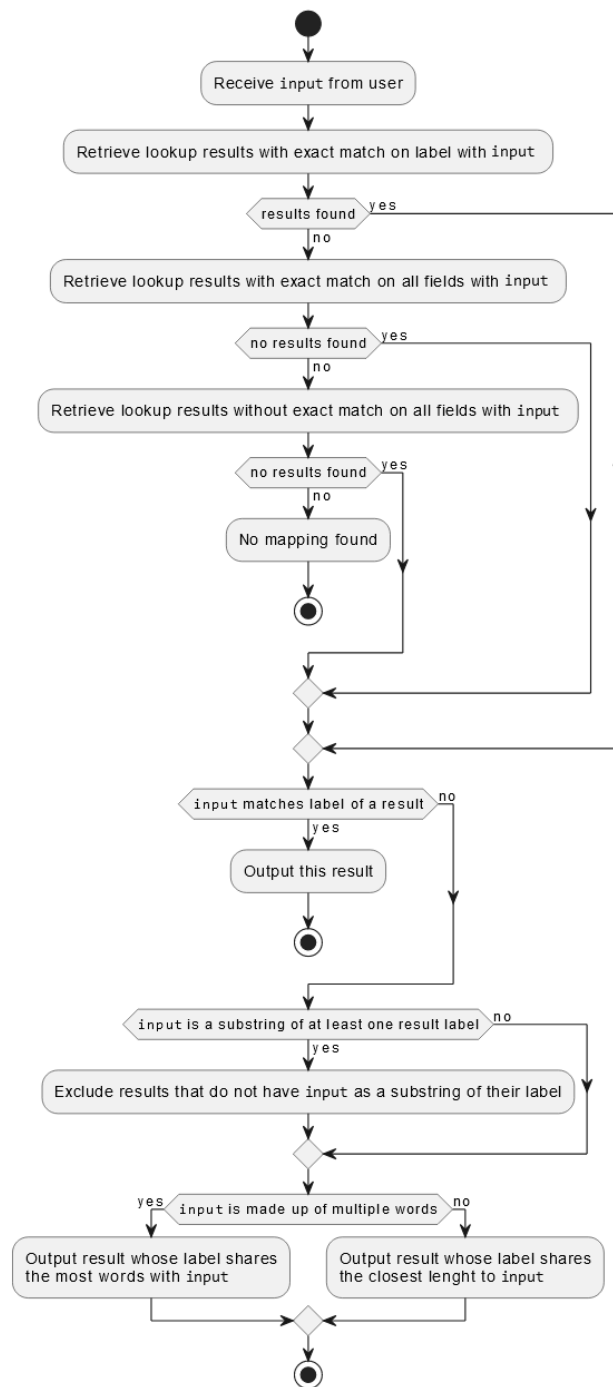 Receive input from user
Retrieve lookup results with exact match on label with input
results found
yes
no
Retrieve lookup results with exact match on all fields with input
no results found
yes
no
Retrieve lookup results without exact match on all fields with input
no results found
yes
no
No mapping found
input matches label of a result
no
yes
Output this result
input is a substring of at least one result label
no
yes
Exclude results that do not have input as a substring of their label
yes
input is made up of multiple words
no
Output result whose label shares
the most words with input
Output result whose label shares
the closest lenght to input